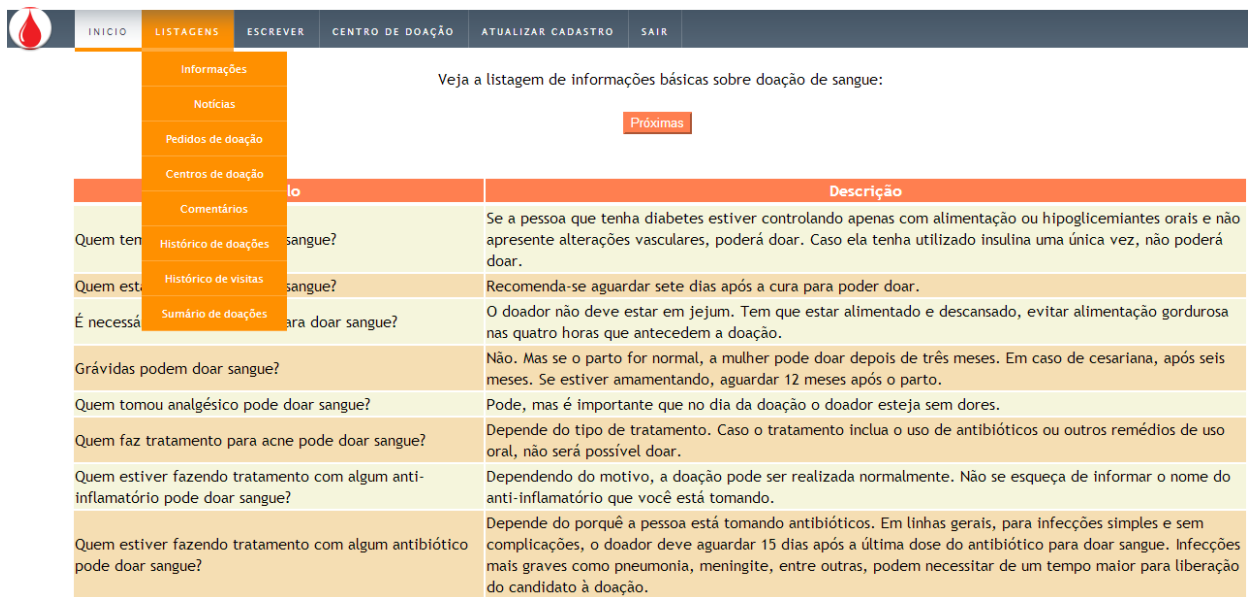 INICIO LISTAGENS ESCREVER CENTRO DE DOAÇÃO ATUALIZAR CADASTRO SAIR
Informações
Notícias
Pedidos de doação
Centros de doação
Comentários
Histórico de doações
Histórico de visitas
Sumário de doações
Veja a listagem de informações básicas sobre doação de sangue:
Próximas
Descrição
Quem sangue?
Se a pessoa que tenha diabetes estiver controlando apenas com alimentação ou hipoglicemiantes orais e não
apresente alterações vasculares, poderá doar. Caso ela tenha utilizado insulina uma única vez, não poderá
doar.
Quem sangue?
Recomenda-se aguardar sete dias após a cura para poder doar.
É doar sangue?
O doador não deve estar em jejum. Tem que estar alimentado e descansado, evitar alimentação gordurosa
nas quatro horas que antecedem a doação.
Grávidas podem doar sangue?
Não. Mas se o parto for normal, a mulher pode doar depois de três meses. Em caso de cesariana, após seis
meses. Se estiver amamentando, aguardar 12 meses após o parto.
Quem tomou analgésico pode doar sangue?
Pode, mas é importante que no dia da doação o doador esteja sem dores.
Quem faz tratamento para acne pode doar sangue?
Depende do tipo de tratamento. Caso o tratamento inclua o uso de antibióticos ou outros remédios de uso
oral, não será possível doar.
Quem estiver fazendo tratamento com algum anti-
inflamatório pode doar sangue?
Dependendo do motivo, a doação pode ser realizada normalmente. Não se esqueça de informar o nome do
anti-inflamatório que você está tomando.
Quem estiver fazendo tratamento com algum antibiótico
pode doar sangue?
Depende do porquê a pessoa está tomando antibióticos. Em linhas gerais, para infecções simples e sem
complicações, o doador deve aguardar 15 dias após a última dose do antibiótico para doar sangue. Infecções
mais graves como pneumonia, meningite, entre outras, podem necessitar de um tempo maior para liberação
do candidato à doação.